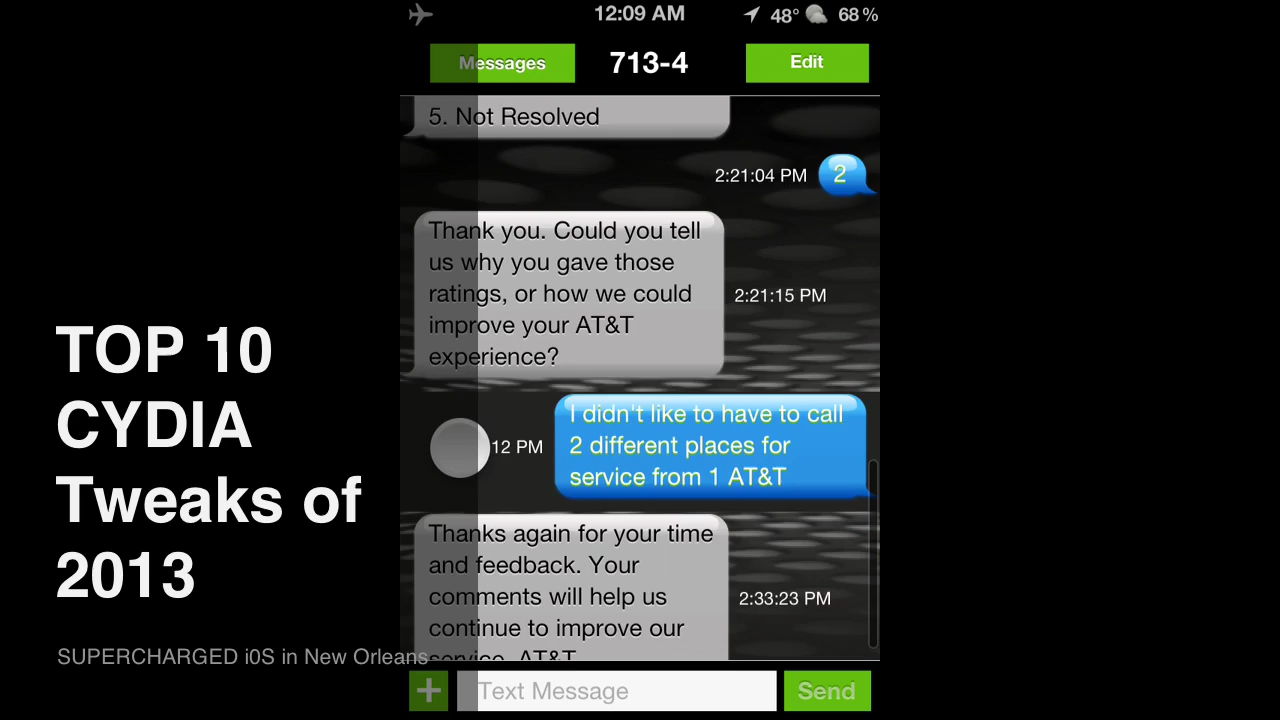 12:09 AM
48°
68 %
Messages
713-4
Edit
5. Not Resolved
2:21:04 PM
2
Thank you. Could you tell
us why you gave those
ratings, or how we could
improve your AT&T
experience?
2:21:15 PM
I didn't like to have to call
2 different places for
service from 1 AT&T
12 PM
Thanks again for your time
and feedback. Your
comments will help us
continue to improve our
service. AT&T
2:33:23 PM
Text Message
Send
TOP 10
CYDIA
Tweaks of
2013
SUPERCHARGED i0S in New Orleans